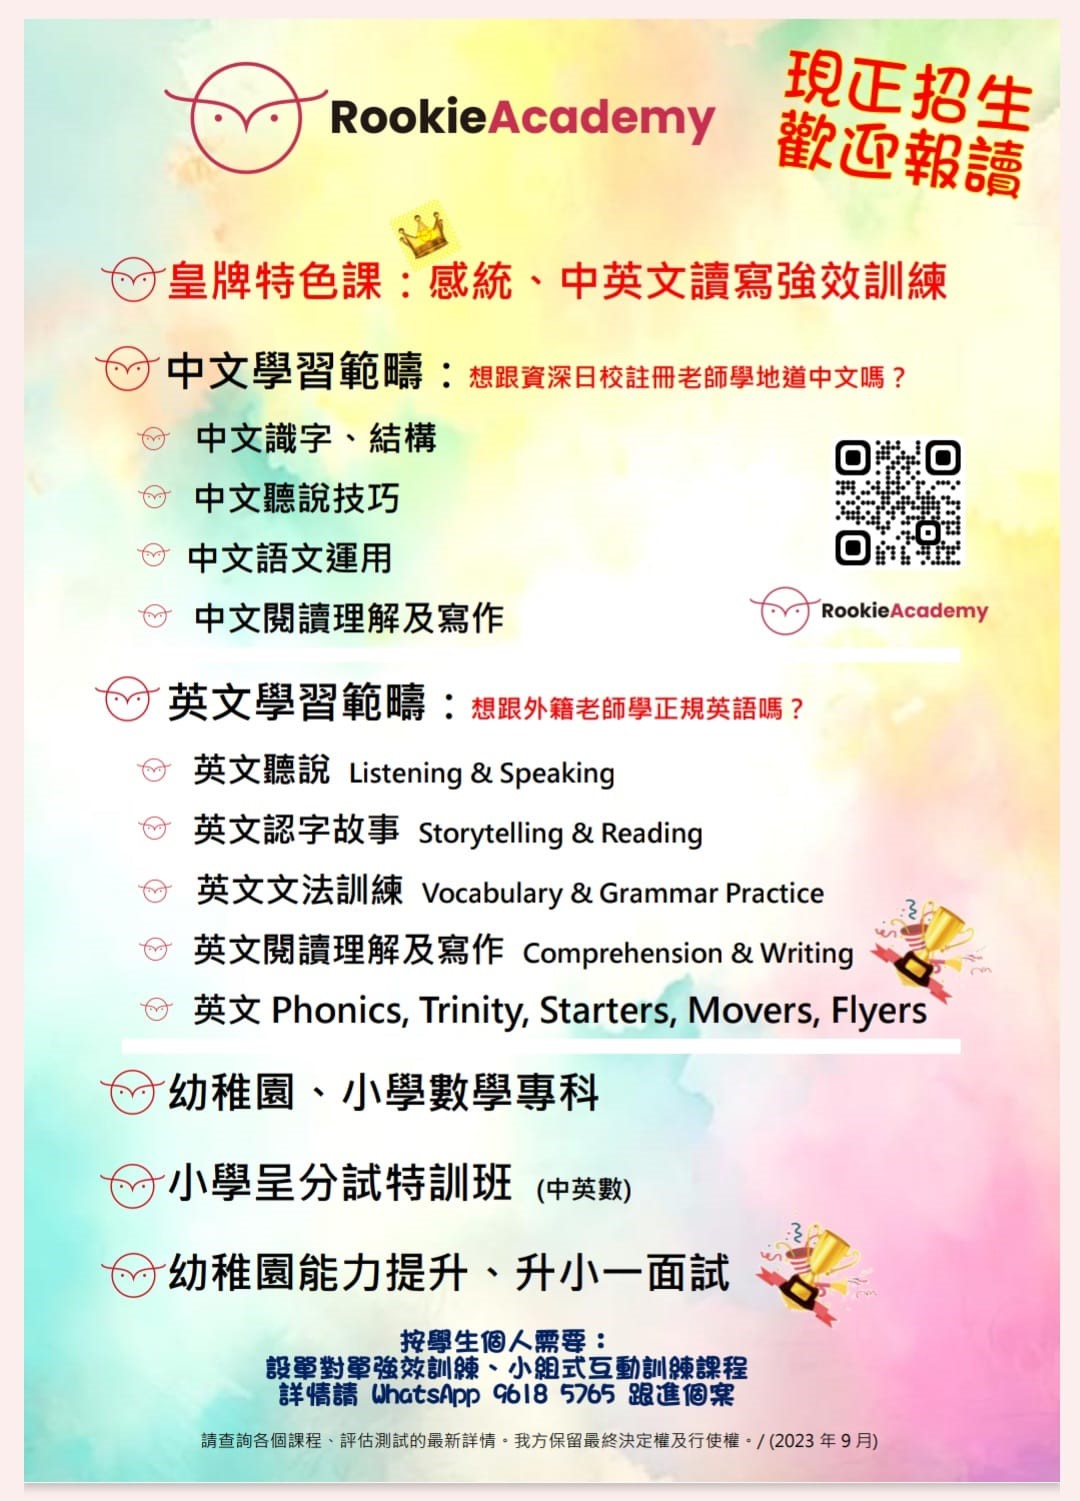 RookieAcademy
現正招生
歡迎報讀
皇牌特色課：感統、中英文讀寫強效訓練
中文學習範疇：想跟資深日校註冊老師學地道中文嗎？
中文識字、結構
中文聽說技巧
中文語文運用
中文閱讀理解及寫作
RookieAcademy
英文學習範疇：想跟外籍老師學正規英語嗎？
英文聽說 Listening & Speaking
英文認字故事 Storytelling & Reading
英文文法訓練 Vocabulary & Grammar Practice
英文閱讀理解及寫作 Comprehension & Writing
英文 Phonics, Trinity, Starters, Movers, Flyers
幼稚園、小學數學專科
小學呈分試特訓班 (中英數)
幼稚園能力提升、升小一面試
按學生個人需要：
設單對單強效訓練、小組式互動訓練課程
詳情請 WhatsApp 9618 5765 跟進個案
請查詢各個課程、評估測試的最新詳情。我方保留最終決定權及行使權。/ (2023 年 9 月)